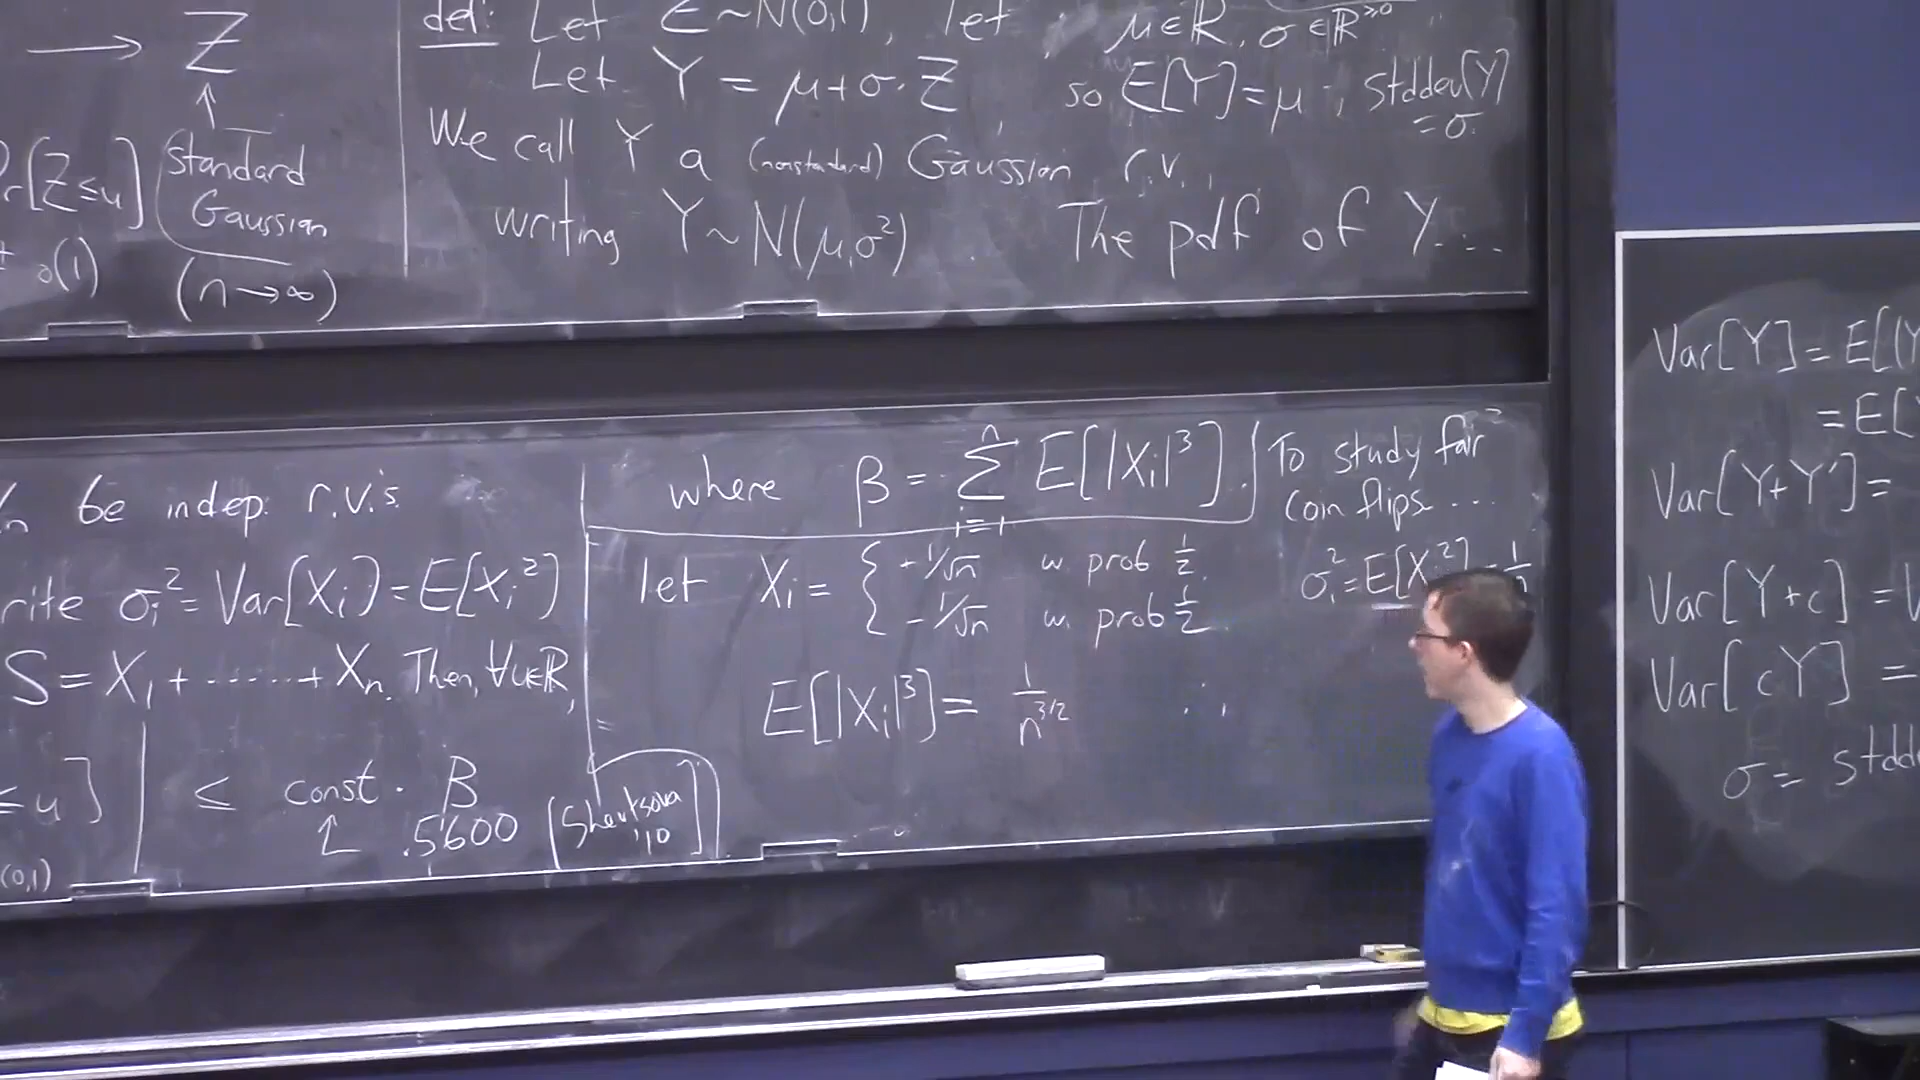 → Z
↑
Pr[Z≤u]
± o(1)
standard
Gaussian
(n→∞)
def: Let Z~N(0,1), let μ∈ℝ, σ∈ℝ^{≥0}
Let Y = μ+σ·Z so E[Y]=μ, stddev(Y)
=σ.
We call Y a (nonstandard) Gaussian r.v.,
writing Y~N(μ,σ²) The pdf of Y....
be indep. r.v.'s
σᵢ²=Var[Xᵢ]=E[Xᵢ²]
S=X₁+......+Xₙ. Then, ∀u∈ℝ,
≤u]| ≤ const. · β
↑ .5600 [Shevtsova
'10]
(0,1)
where β = Σ_{i=1}^{n} E[|Xᵢ|³].
let Xᵢ = { +1/√n w. prob ½.
-1/√n w. prob ½.
E[|Xᵢ|³]= 1/n^{3/2} ∴
To study fair
coin flips....
σᵢ²=E[Xᵢ²]=1/n
Var[Y]=E[(Y
=E[Y
Var[Y+Y']=
Var[Y+c]=V
Var[cY]=
σ= stdd